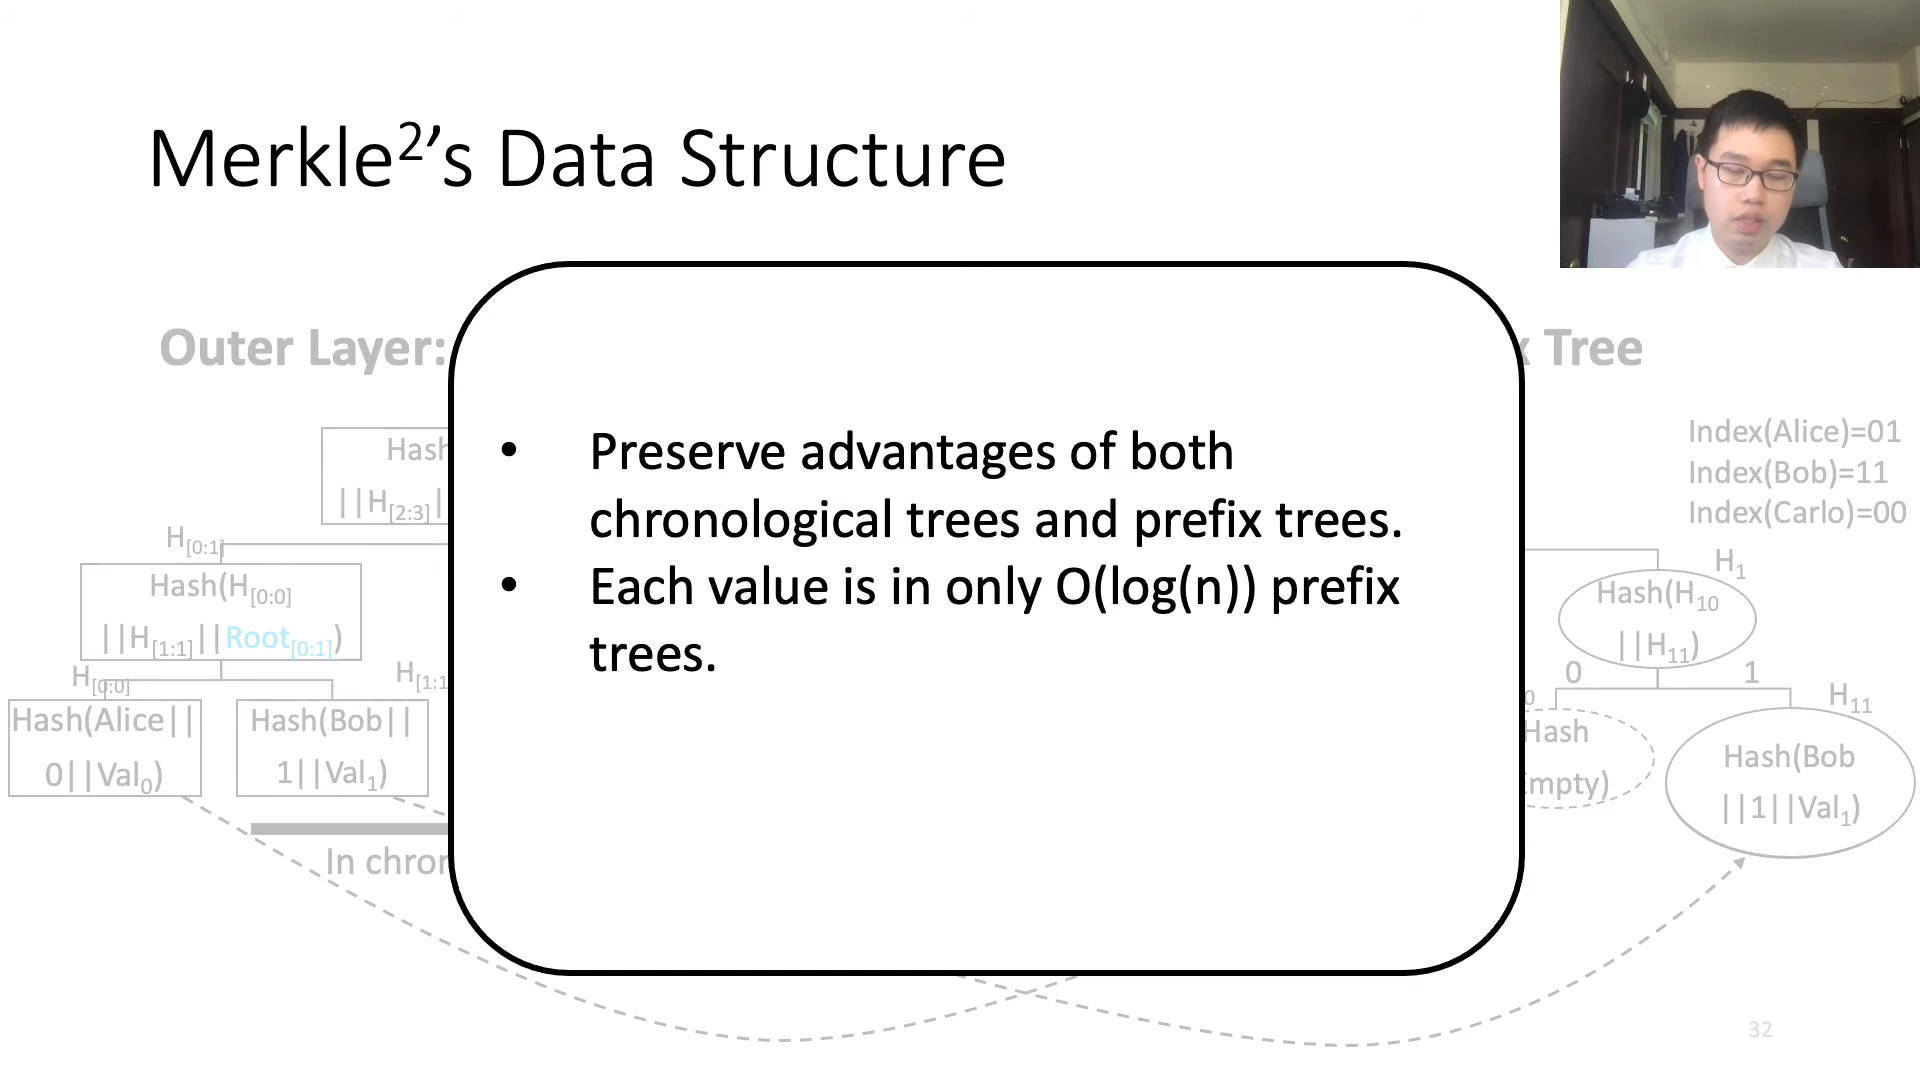 Merkle²’s Data Structure
Outer Layer:
Tree
Preserve advantages of both
chronological trees and prefix trees.
Each value is in only O(log(n)) prefix
trees.
Index(Alice)=01
Index(Bob)=11
Index(Carlo)=00
Hash
||H[2:3]|
H[0:1]
Hash(H[0:0]
||H[1:1]||Root[0:1])
H[0:0]
H[1:1
Hash(Alice||
0||Val0)
Hash(Bob||
1||Val1)
In chron
H1
Hash(H10
||H11)
0
1
0
Hash
mpty)
H11
Hash(Bob
||1||Val1)
32